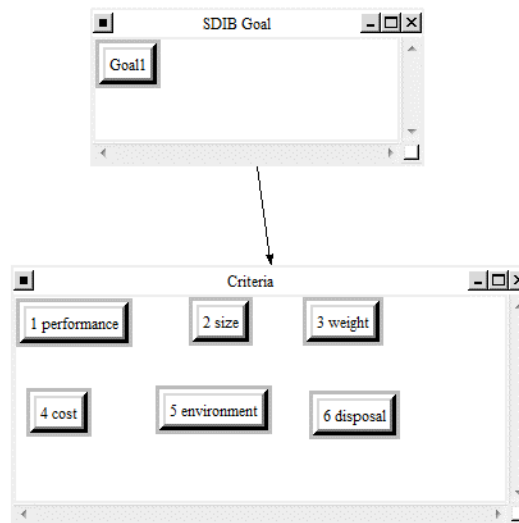 SDIB Goal
Goal1
Criteria
1 performance
2 size
3 weight
4 cost
5 environment
6 disposal